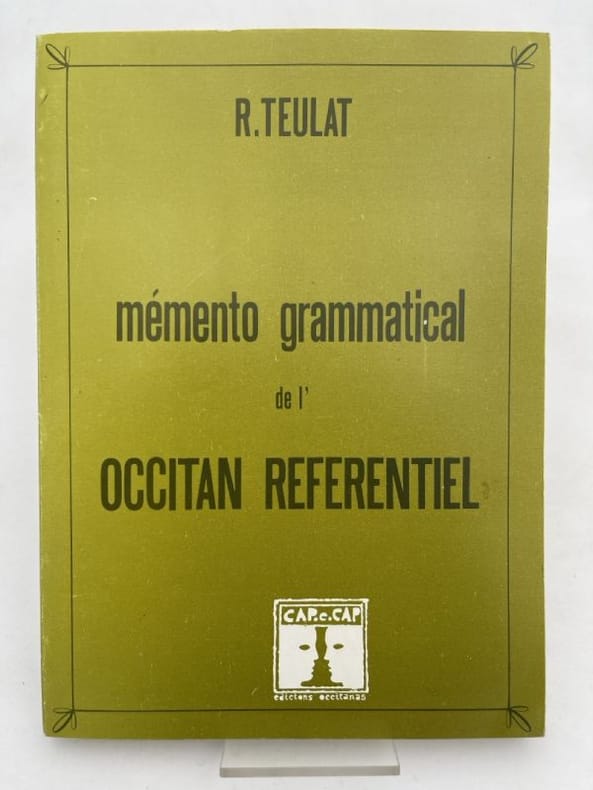 R.TEULAT
mémento grammatical
de l'
OCCITAN REFERENTIEL
CAP.e.CAP
edicions occitanas